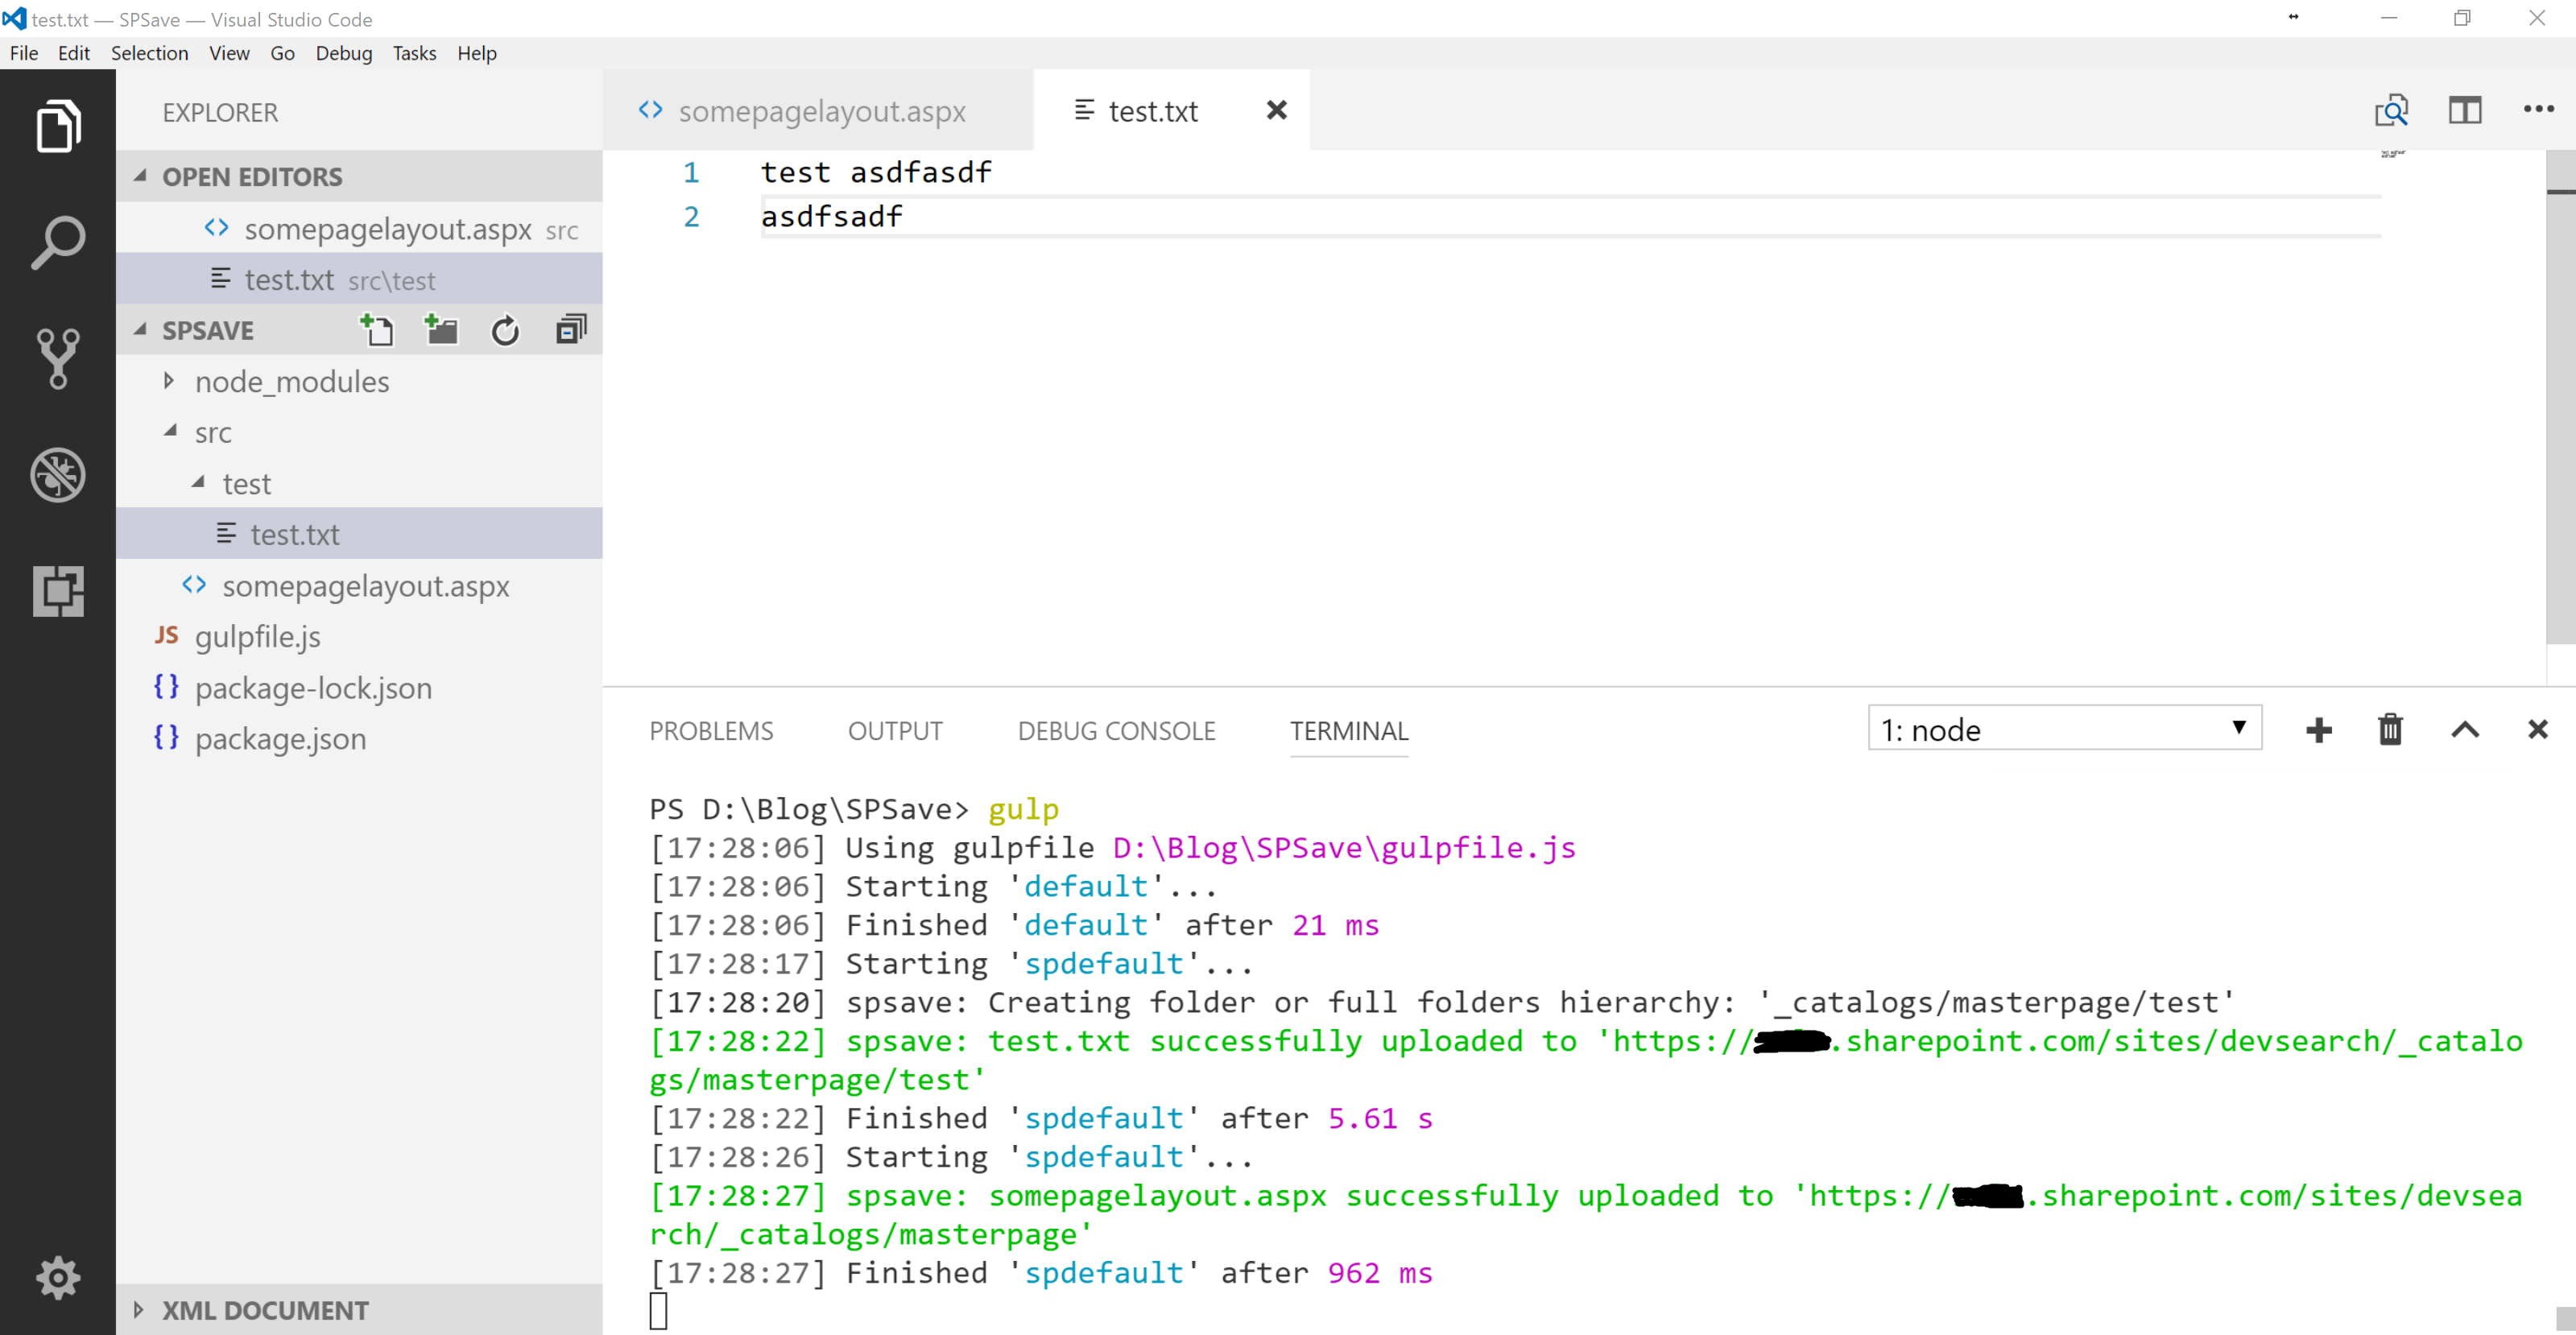 test.txt — SPSave — Visual Studio Code
File Edit Selection View Go Debug Tasks Help
EXPLORER
OPEN EDITORS
somepagelayout.aspx src
test.txt src\test
SPSAVE
node_modules
src
test
test.txt
somepagelayout.aspx
JS gulpfile.js
{} package-lock.json
{} package.json
XML DOCUMENT
somepagelayout.aspx test.txt
1 test asdfasdf
2 asdfsadf
PROBLEMS OUTPUT DEBUG CONSOLE TERMINAL 1: node
PS D:\Blog\SPSave> gulp
[17:28:06] Using gulpfile D:\Blog\SPSave\gulpfile.js
[17:28:06] Starting 'default'...
[17:28:06] Finished 'default' after 21 ms
[17:28:17] Starting 'spdefault'...
[17:28:20] spsave: Creating folder or full folders hierarchy: '_catalogs/masterpage/test'
[17:28:22] spsave: test.txt successfully uploaded to 'https:// .sharepoint.com/sites/devsearch/_catalo
gs/masterpage/test'
[17:28:22] Finished 'spdefault' after 5.61 s
[17:28:26] Starting 'spdefault'...
[17:28:27] spsave: somepagelayout.aspx successfully uploaded to 'https:// .sharepoint.com/sites/devsea
rch/_catalogs/masterpage'
[17:28:27] Finished 'spdefault' after 962 ms